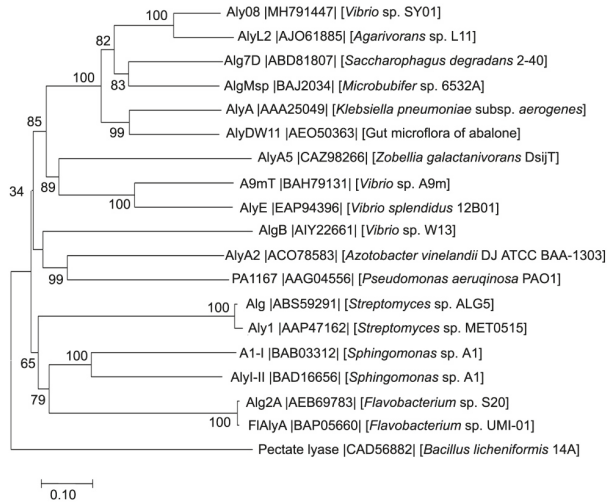 100
Aly08 |MH791447| [Vibrio sp. SY01]
AlyL2 |AJO61885| [Agarivorans sp. L11]
82
Alg7D |ABD81807| [Saccharophagus degradans 2-40]
100
83
AlgMsp |BAJ2034| [Microbubifer sp. 6532A]
AlyA |AAA25049| [Klebsiella pneumoniae subsp. aerogenes]
85
99
AlyDW11 |AEO50363| [Gut microflora of abalone]
AlyA5 |CAZ98266| [Zobellia galactanivorans DsijT]
34
89
A9mT |BAH79131| [Vibrio sp. A9m]
100
AlyE |EAP94396| [Vibrio splendidus 12B01]
AlgB |AIY22661| [Vibrio sp. W13]
AlyA2 |ACO78583| [Azotobacter vinelandii DJ ATCC BAA-1303]
99
PA1167 |AAG04556| [Pseudomonas aeruqinosa PAO1]
100
Alg |ABS59291| [Streptomyces sp. ALG5]
Aly1 |AAP47162| [Streptomyces sp. MET0515]
65
100
A1-I |BAB03312| [Sphingomonas sp. A1]
AlyI-II |BAD16656| [Sphingomonas sp. A1]
79
Alg2A |AEB69783| [Flavobacterium sp. S20]
100
FlAlyA |BAP05660| [Flavobacterium sp. UMI-01]
Pectate lyase |CAD56882| [Bacillus licheniformis 14A]
0.10